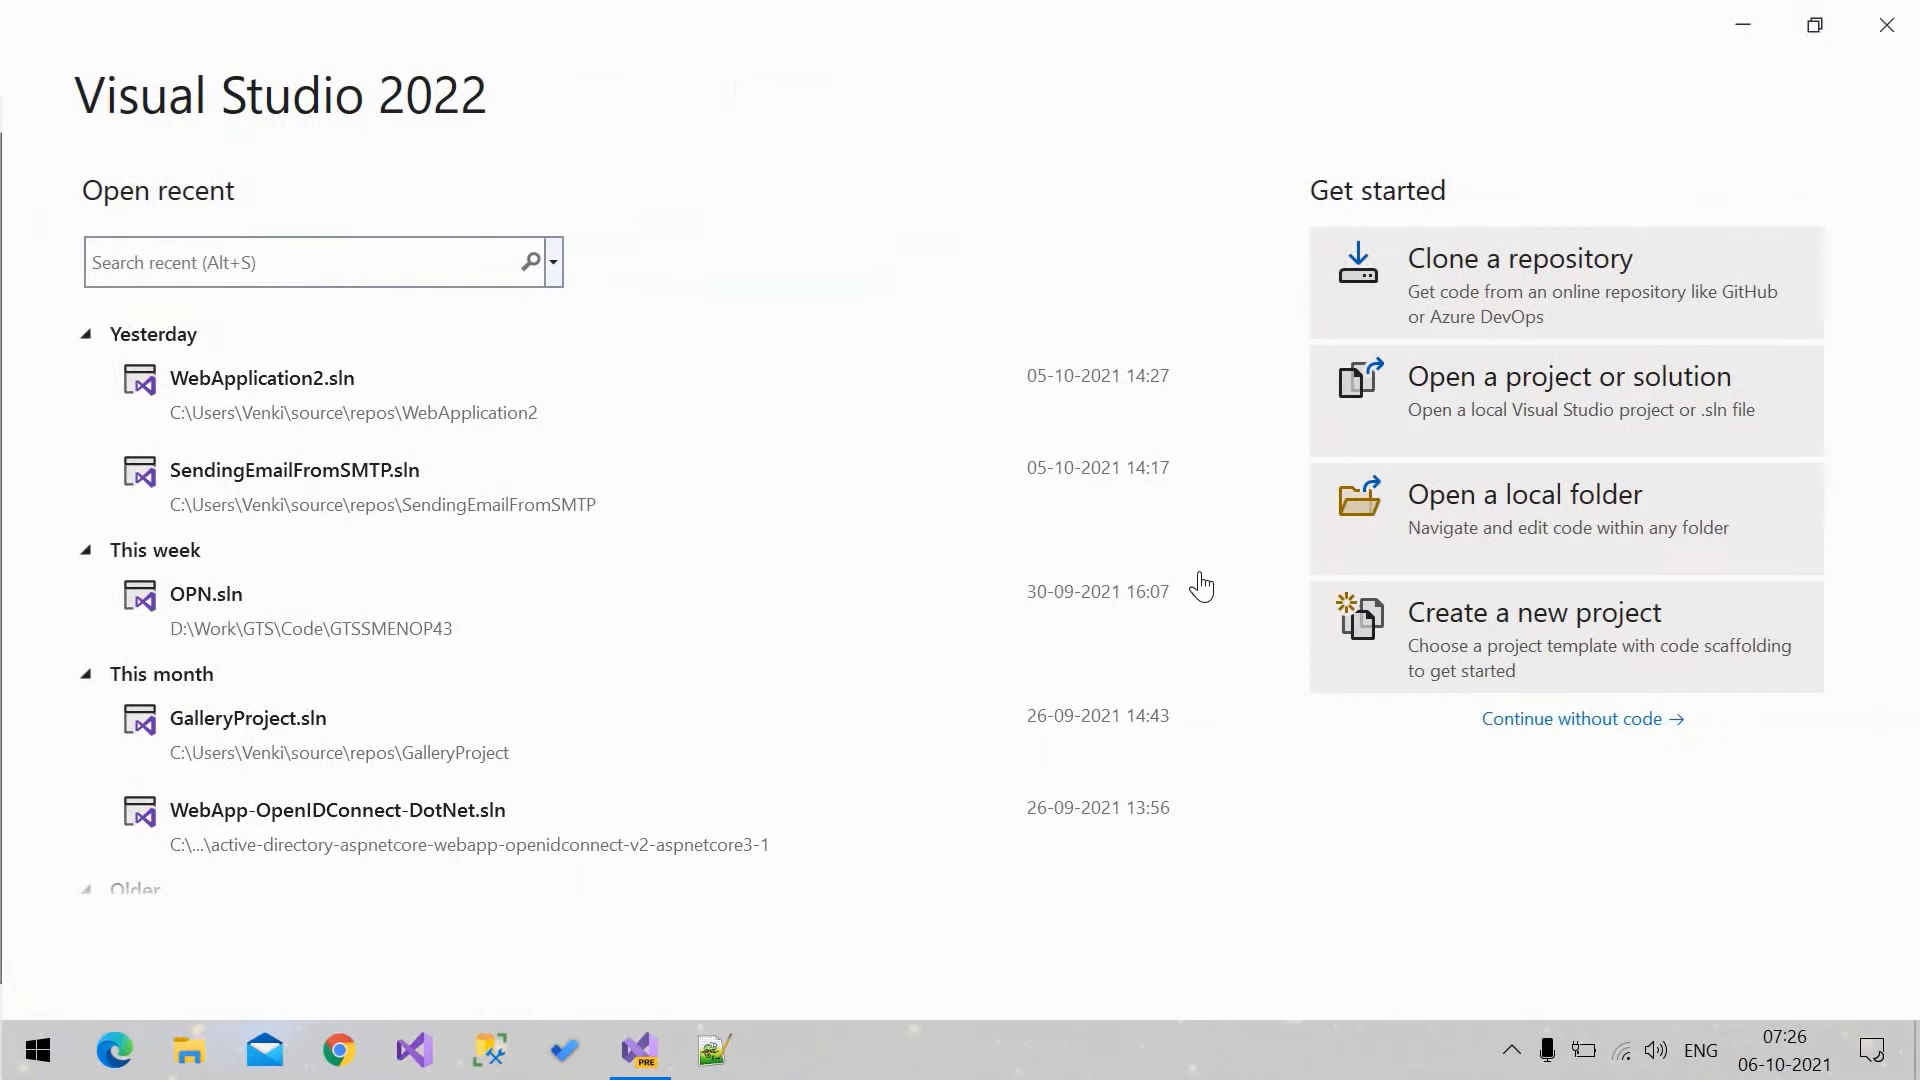 Visual Studio 2022
Open recent
Search recent (Alt+S)
Yesterday
WebApplication2.sln
05-10-2021 14:27
C:\Users\Venki\source\repos\WebApplication2
SendingEmailFromSMTP.sln
05-10-2021 14:17
C:\Users\Venki\source\repos\SendingEmailFromSMTP
This week
OPN.sln
30-09-2021 16:07
D:\Work\GTS\Code\GTSSMENOP43
This month
GalleryProject.sln
26-09-2021 14:43
C:\Users\Venki\source\repos\GalleryProject
WebApp-OpenIDConnect-DotNet.sln
26-09-2021 13:56
C:\...\active-directory-aspnetcore-webapp-openidconnect-v2-aspnetcore3-1
Older
Get started
Clone a repository
Get code from an online repository like GitHub
or Azure DevOps
Open a project or solution
Open a local Visual Studio project or .sln file
Open a local folder
Navigate and edit code within any folder
Create a new project
Choose a project template with code scaffolding
to get started
Continue without code →
PRE
ENG
07:26
06-10-2021